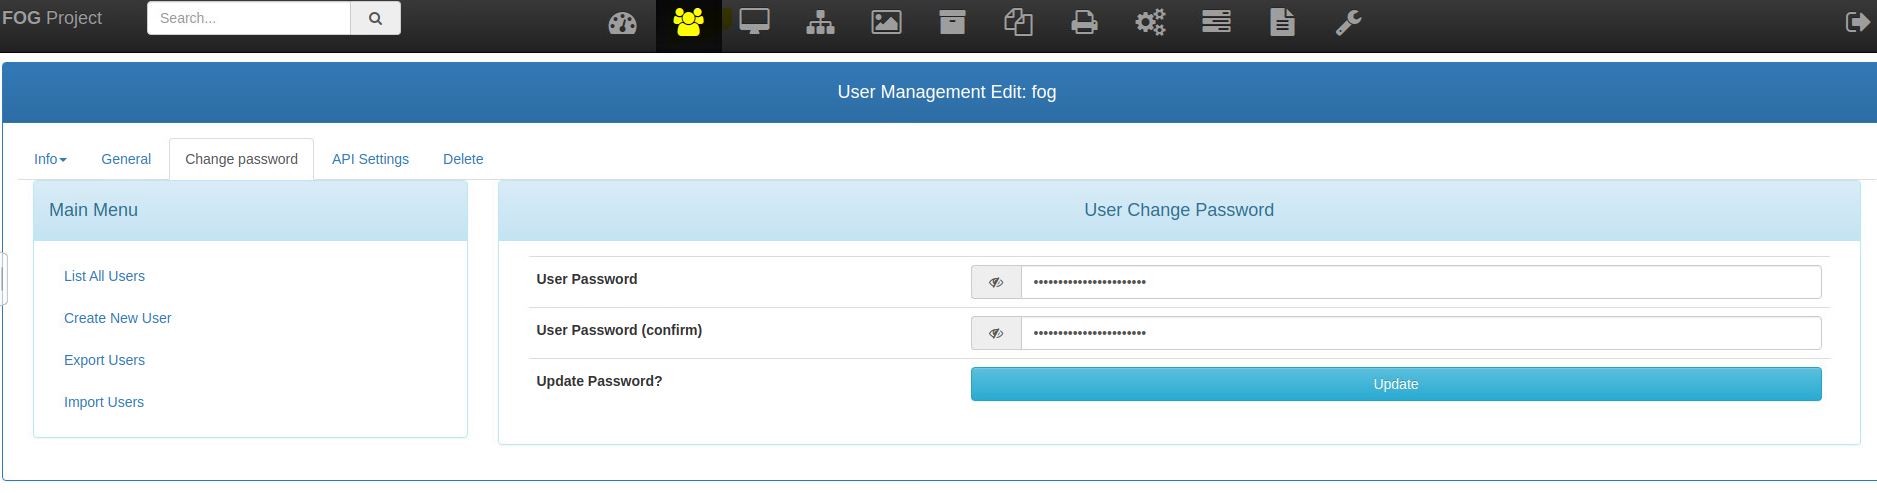 FOG Project
Search...
User Management Edit: fog
Info
General
Change password
API Settings
Delete
Main Menu
List All Users
Create New User
Export Users
Import Users
User Change Password
User Password
•••••••••••••••••••••••
User Password (confirm)
•••••••••••••••••••••••
Update Password?
Update